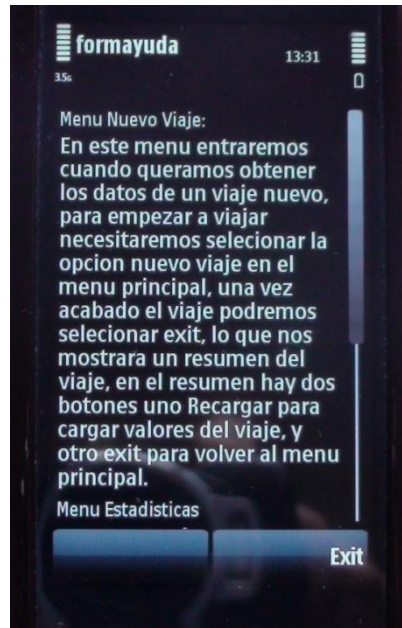 formayuda
13:31
3.5G
Menu Nuevo Viaje:
En este menu entraremos
cuando queramos obtener
los datos de un viaje nuevo,
para empezar a viajar
necesitaremos selecionar la
opcion nuevo viaje en el
menu principal, una vez
acabado el viaje podremos
selecionar exit, lo que nos
mostrara un resumen del
viaje, en el resumen hay dos
botones uno Recargar para
cargar valores del viaje, y
otro exit para volver al menu
principal.
Menu Estadisticas
Exit